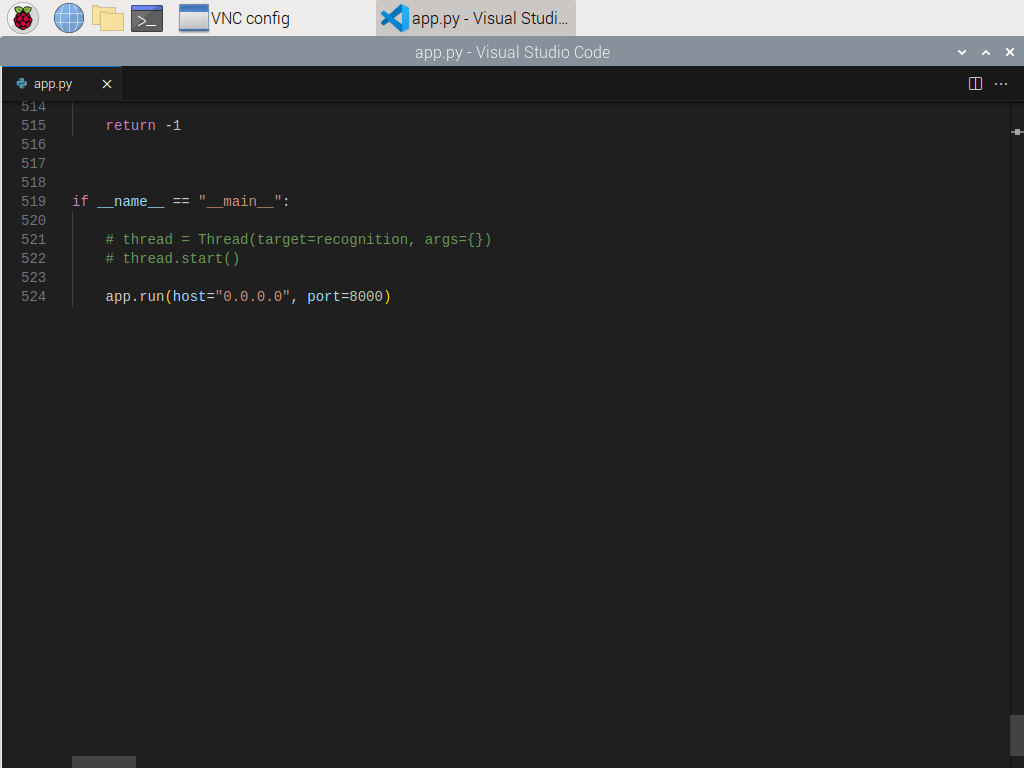 VNC config
app.py - Visual Studi...
app.py - Visual Studio Code
app.py
514
515 return -1
516
517
518
519 if __name__ == "__main__":
520
521 # thread = Thread(target=recognition, args={})
522 # thread.start()
523
524 app.run(host="0.0.0.0", port=8000)